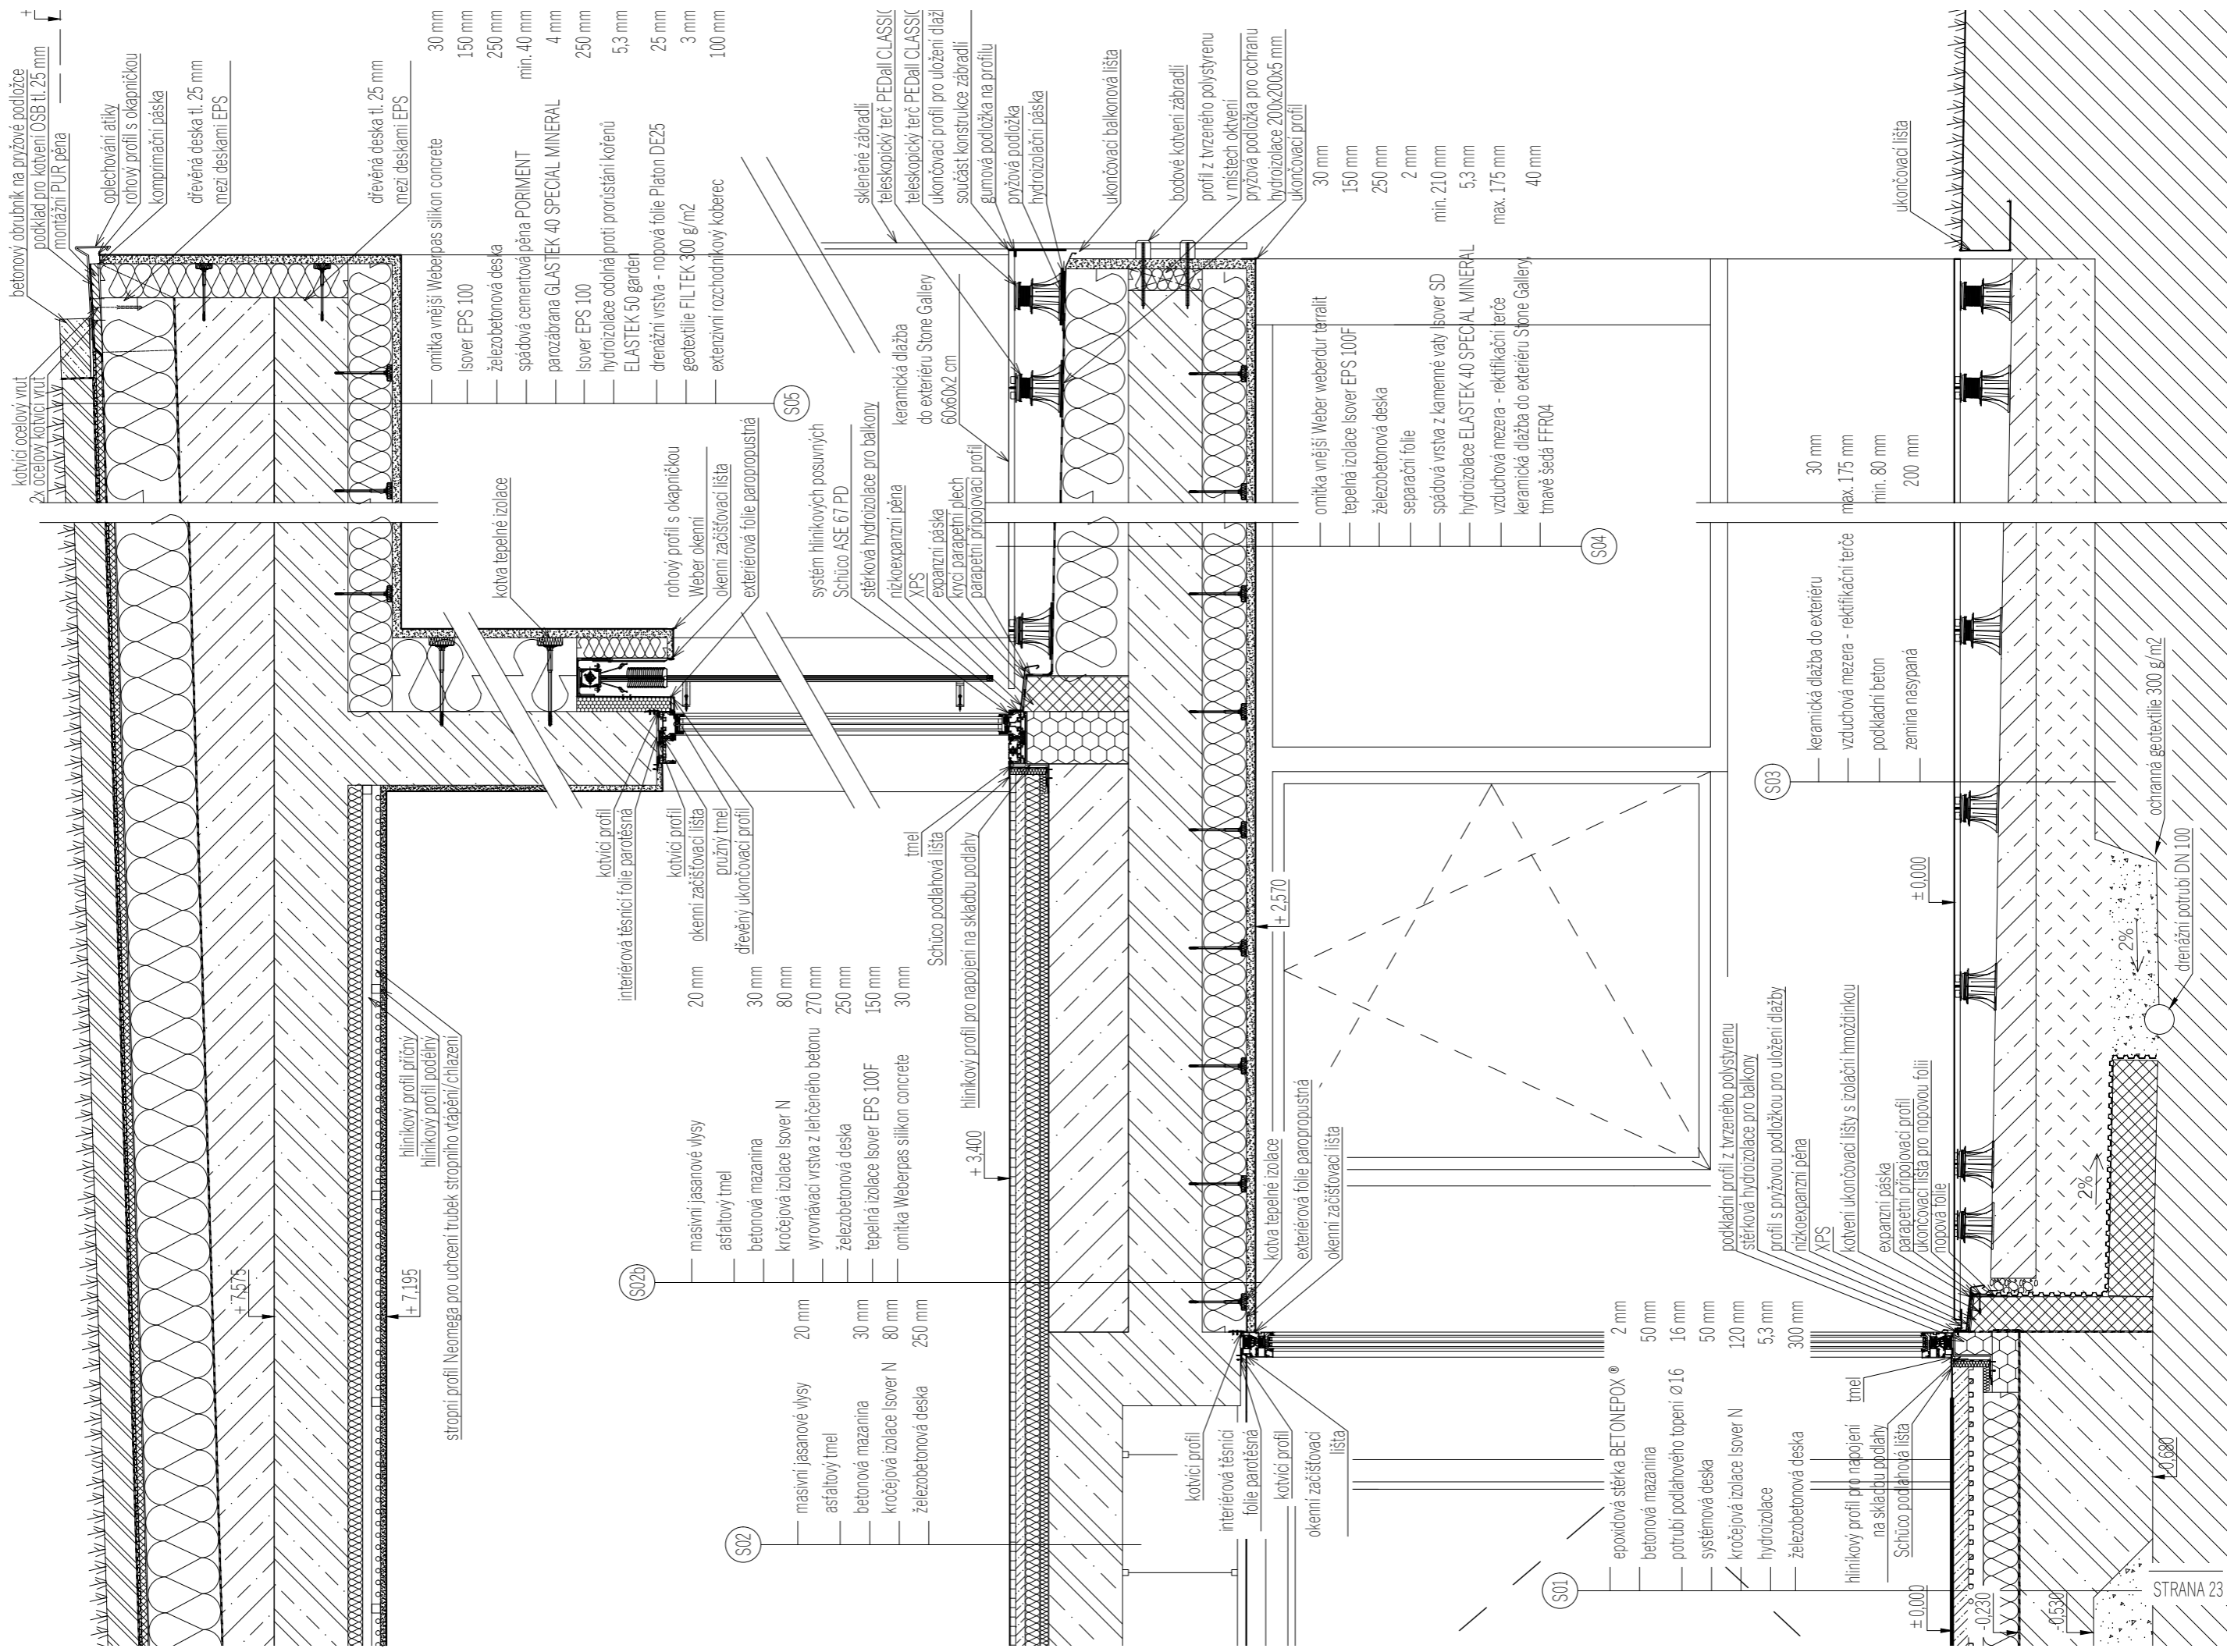 betonový obrubník na pryžové podložce
podklad pro kotvení OSB tl. 25 mm
montážní PUR pěna
oplechování atiky
rohový profil s okapničkou
komprimační páska
dřevěná deska tl. 25 mm
mezi deskami EPS
dřevěná deska tl. 25 mm
mezi deskami EPS
kotvící ocelový vrut
2x ocelový kotvící vrut
S05
omítka vnější Weberpas silikon concrete 30 mm
Isover EPS 100 150 mm
železobetonová deska 250 mm
spádová cementová pěna PORIMENT min. 40 mm
parozábrana GLASTEK 40 SPECIAL MINERAL 4 mm
Isover EPS 100 250 mm
hydroizolace odolná proti prorůstání kořenů 5,3 mm
ELASTEK 50 garden
drenážní vrstva - nopová folie Platon DE25 25 mm
geotextilie FILTEK 300 g/m2 3 mm
extenzivní rozchodníkový koberec 100 mm
kotva tepelné izolace
rohový profil s okapničkou
Weber okenní
okenní začišťovací lišta
exteriérová folie paropropustná
systém hliníkových posuvných
Schüco ASE 67 PD
stěrková hydroizolace pro balkony
nízkoexpanzní pěna
XPS
expanzní páska
krycí parapetní plech
parapetní připojovací profil
keramická dlažba
do exteriéru Stone Gallery
60x60x2 cm
skleněné zábradlí
teleskopický terč PEDall CLASSIC
teleskopický terč PEDall CLASSIC
ukončovací profil pro uložení dlaž
součást konstrukce zábradlí
gumová podložka na profilu
pryžová podložka
hydroizolační páska
ukončovací balkonová lišta
bodové kotvení zábradlí
profil z tvrzeného polystyrenu
v místech oktvení
pryžová podložka pro ochranu
hydroizolace 200x200x5 mm
ukončovací profil
S04
omítka vnější Weber weberdur terralit 30 mm
tepelná izolace Isover EPS 100F 150 mm
železobetonová deska 250 mm
separační folie 2 mm
spádová vrstva z kamenné vaty Isover SD min. 210 mm
hydroizolace ELASTEK 40 SPECIAL MINERAL 5,3 mm
vzduchová mezera - rektifikační terče max. 175 mm
keramická dlažba do exteriéru Stone Gallery, 40 mm
tmavě šedá FFR04
ukončovací lišta
S03
keramická dlažba do exteriéru 30 mm
vzduchová mezera - rektifikační terče max. 175 mm
podkladní beton min. 80 mm
zemina nasypaná 200 mm
ochranná geotextilie 300 g/m2
drenážní potrubí DN 100
2%
2%
± 0,000
hliníkový profil příčný
hliníkový profil podélný
stropní profil Neomega pro uchcení trubek stropního vtápění/chlazení
+ 7,575
+ 7,195
kotvící profil
interiérová těsnící folie parotěsná
kotvící profil
okenní začišťovací lišta
pružný tmel
dřevěný ukončovací profil
tmel
Schüco podlahová lišta
hliníkový profil pro napojení na skladbu podlahy
+ 3,400
+ 2,570
S02b
masivní jasanové vlysy 20 mm
asfaltový tmel
betonová mazanina 30 mm
kročejová izolace Isover N 80 mm
vyrovnávací vrstva z lehčeného betonu 270 mm
železobetonová deska 250 mm
tepelná izolace Isover EPS 100F 150 mm
omítka Weberpas silikon concrete 30 mm
S02
masivní jasanové vlysy 20 mm
asfaltový tmel
betonová mazanina 30 mm
kročejová izolace Isover N 80 mm
železobetonová deska 250 mm
kotva tepelné izolace
exteriérová folie paropropustná
okenní začišťovací lišta
kotvící profil
interiérová těsnící
folie parotěsná
kotvící profil
okenní začišťovací
lišta
podkladní profil z tvrzeného polystyrenu
stěrková hydroizolace pro balkony
profil s pryžovou podložkou pro uložení dlažby
nízkoexpanzní pěna
XPS
kotvení ukončovací lišty s izolační hmoždinkou
expanzní páska
parapetní připojovací profil
ukončovací lišta pro nopovou folii
nopová folie
S01
epoxidová stěrka BETONEPOX ® 2 mm
betonová mazanina 50 mm
potrubí podlahového topení Ø16 16 mm
systémová deska 50 mm
kročejová izolace Isover N 120 mm
hydroizolace 5,3 mm
železobetonová deska 300 mm
hliníkový profil pro napojení
na skladbu podlahy
Schüco podlahová lišta
tmel
± 0,000
-0,230
-0,530
-0,680
STRANA 23